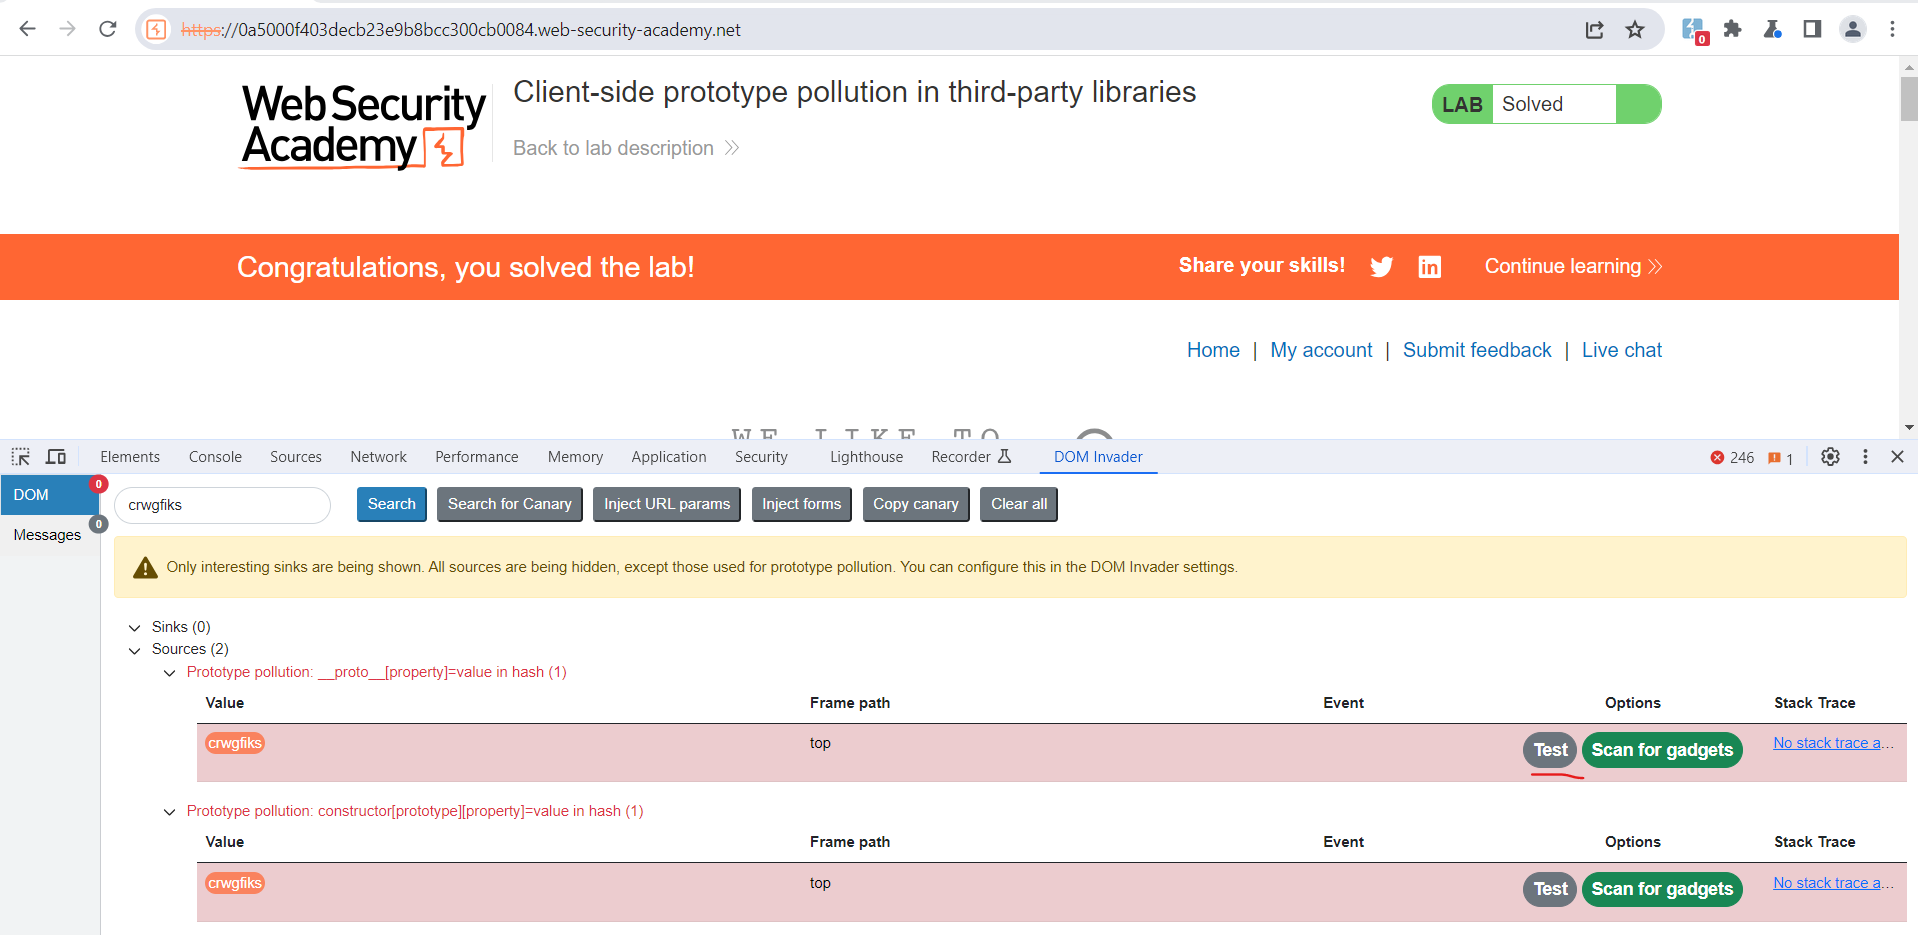 https://0a5000f403decb23e9b8bcc300cb0084.web-security-academy.net
0
Web Security
Academy
Client-side prototype pollution in third-party libraries
LAB Solved
Back to lab description
Congratulations, you solved the lab!
Share your skills!
Continue learning
Home | My account | Submit feedback | Live chat
WE LIKE TO
Elements Console Sources Network Performance Memory Application Security Lighthouse Recorder DOM Invader 246 1
DOM 0
Messages 0
crwgfiks Search Search for Canary Inject URL params Inject forms Copy canary Clear all
Only interesting sinks are being shown. All sources are being hidden, except those used for prototype pollution. You can configure this in the DOM Invader settings.
Sinks (0)
Sources (2)
Prototype pollution: __proto__[property]=value in hash (1)
Value Frame path Event Options Stack Trace
crwgfiks top Test Scan for gadgets No stack trace a...
Prototype pollution: constructor[prototype][property]=value in hash (1)
Value Frame path Event Options Stack Trace
crwgfiks top Test Scan for gadgets No stack trace a...